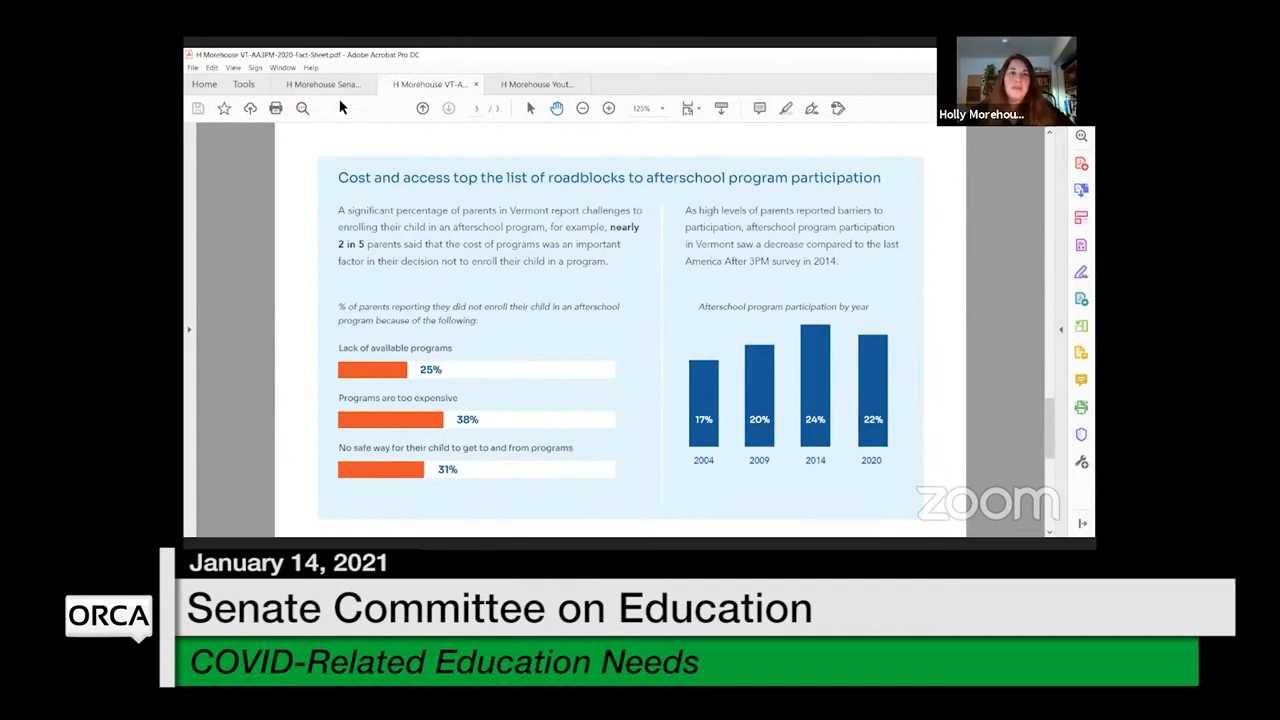 H Morehouse VT-AA3PM-2020-Fact-Sheet.pdf - Adobe Acrobat Pro DC
File Edit View Sign Window Help
Home Tools H Morehouse Sena... H Morehouse VT-A... × H Morehouse Yout...
3 / 3 125%
Holly Morehou...
Cost and access top the list of roadblocks to afterschool program participation
A significant percentage of parents in Vermont report challenges to
enrolling their child in an afterschool program, for example, nearly
2 in 5 parents said that the cost of programs was an important
factor in their decision not to enroll their child in a program.
% of parents reporting they did not enroll their child in an afterschool
program because of the following:
Lack of available programs
25%
Programs are too expensive
38%
No safe way for their child to get to and from programs
31%
As high levels of parents reported barriers to
participation, afterschool program participation
in Vermont saw a decrease compared to the last
America After 3PM survey in 2014.
Afterschool program participation by year
17% 20% 24% 22%
2004 2009 2014 2020
zoom
January 14, 2021
ORCA
Senate Committee on Education
COVID-Related Education Needs